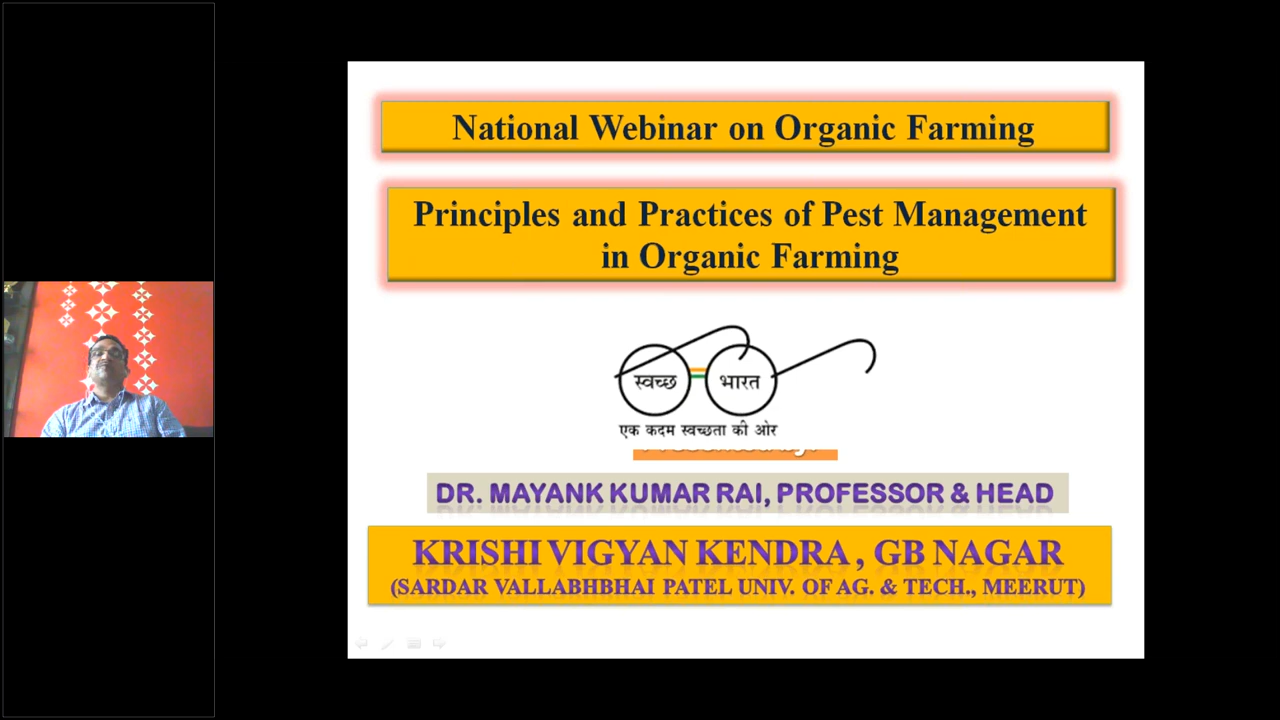 National Webinar on Organic Farming
Principles and Practices of Pest Management
in Organic Farming
स्वच्छ भारत
एक कदम स्वच्छता की ओर
DR. MAYANK KUMAR RAI, PROFESSOR & HEAD
KRISHI VIGYAN KENDRA , GB NAGAR
(SARDAR VALLABHBHAI PATEL UNIV. OF AG. & TECH., MEERUT)